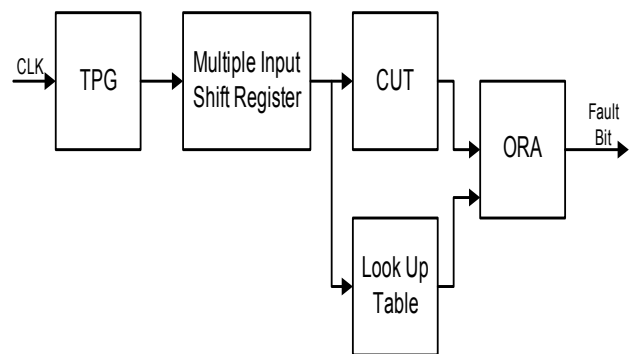 CLK
TPG
Multiple Input
Shift Register
CUT
ORA
Fault
Bit
Look Up
Table